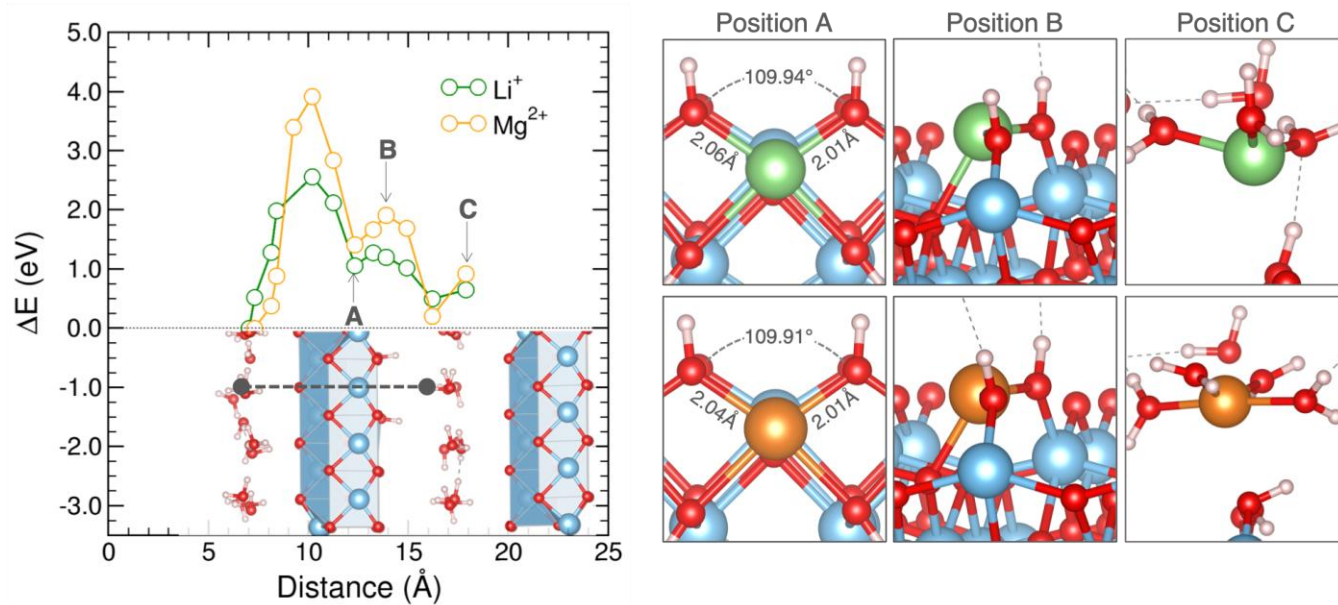 5.0
4.0
3.0
2.0
1.0
0.0
-1.0
-2.0
-3.0
ΔE (eV)
Li⁺
Mg²⁺
B
C
A
0 5 10 15 20 25
Distance (Å)
Position A Position B Position C
109.94°
2.06Å 2.01Å
109.91°
2.04Å 2.01Å